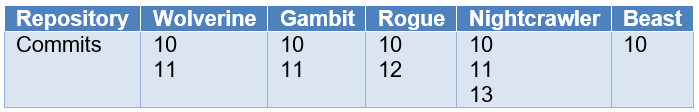 Repository Wolverine Gambit Rogue Nightcrawler Beast
Commits 10 10 10 10 10
11 11 12 11
13